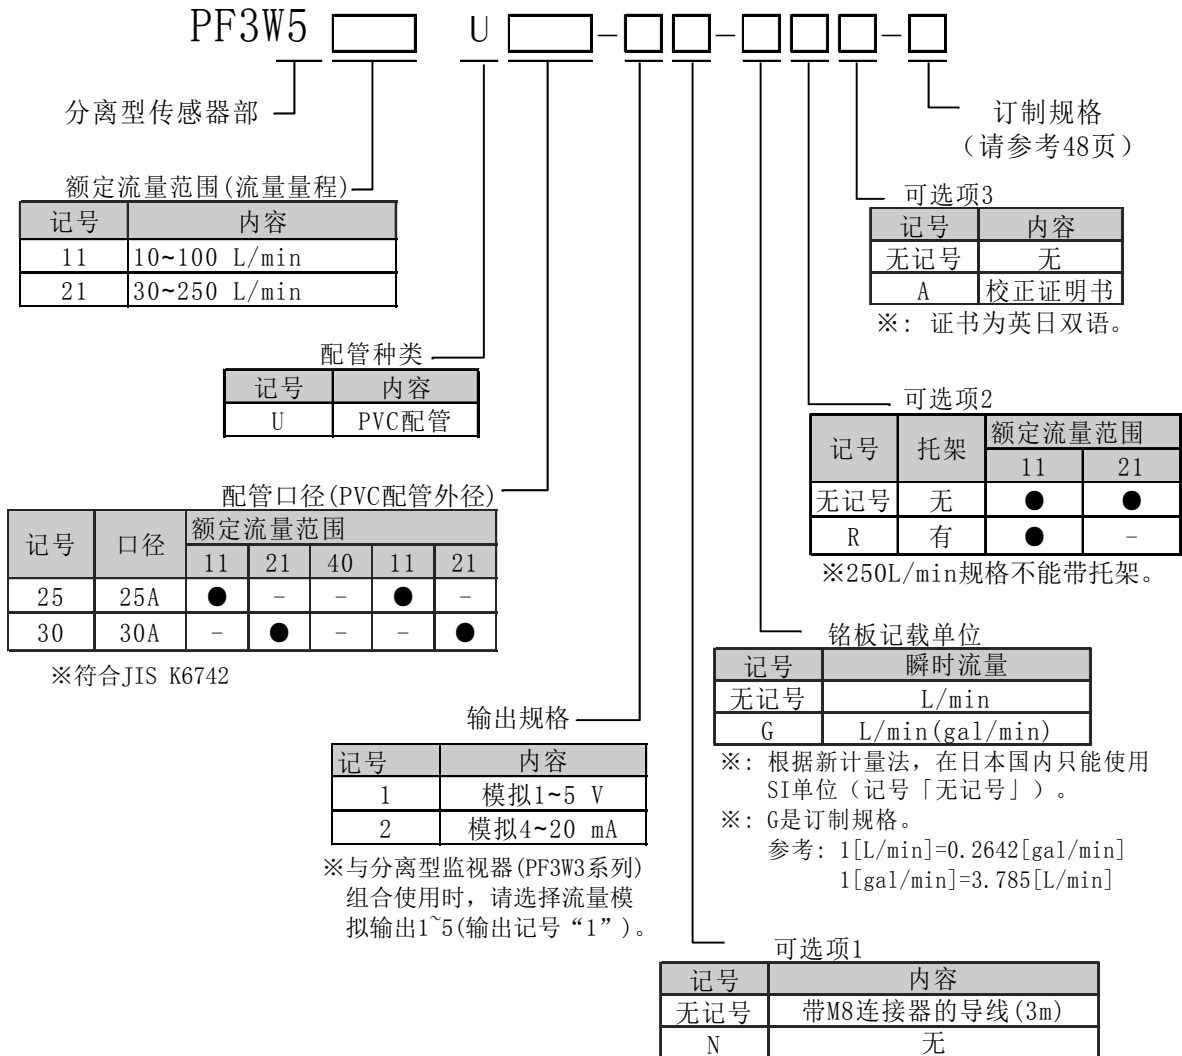 PF3W5 U - - -
分离型传感器部
订制规格
（请参考48页）
额定流量范围(流量量程)
记号 内容
11 10~100 L/min
21 30~250 L/min
可选项3
记号 内容
无记号 无
A 校正证明书
※: 证书为英日双语。
配管种类
记号 内容
U PVC配管
可选项2
记号 托架 额定流量范围
11 21
无记号 无 ● ●
R 有 ● -
※250L/min规格不能带托架。
配管口径(PVC配管外径)
记号 口径 额定流量范围
11 21 40 11 21
25 25A ● - - ● -
30 30A - ● - - ●
※符合JIS K6742
铭板记载单位
记号 瞬时流量
无记号 L/min
G L/min(gal/min)
※: 根据新计量法，在日本国内只能使用
SI单位（记号「无记号」）。
※: G是订制规格。
参考: 1[L/min]=0.2642[gal/min]
1[gal/min]=3.785[L/min]
输出规格
记号 内容
1 模拟1~5 V
2 模拟4~20 mA
※与分离型监视器(PF3W3系列)
组合使用时，请选择流量模
拟输出1~5(输出记号“1”)。
可选项1
记号 内容
无记号 带M8连接器的导线(3m)
N 无